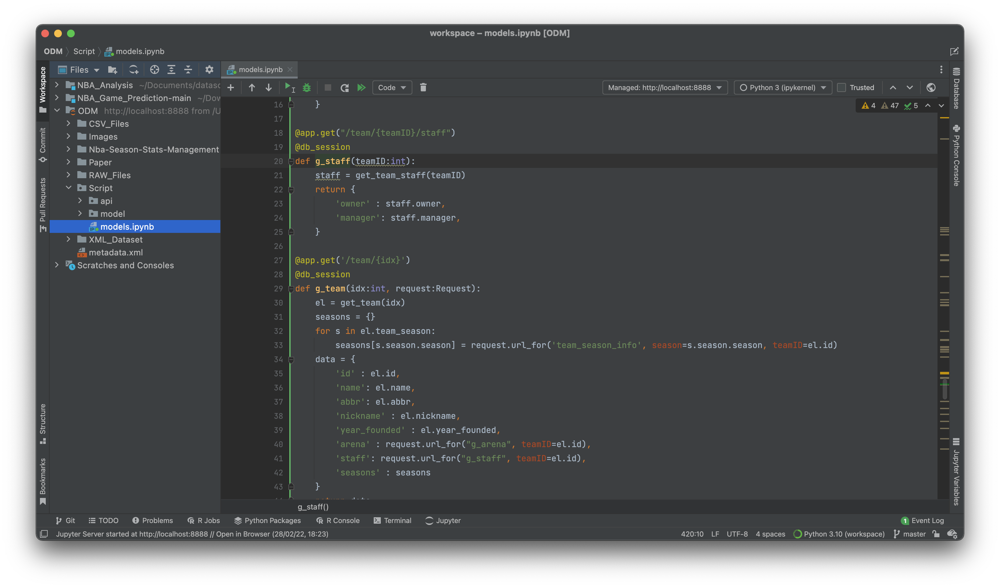 workspace – models.ipynb [ODM]
ODM Script models.ipynb
Workspace
Commit
Pull Requests
Structure
Bookmarks
Files
NBA_Analysis ~/Documents/datasc
NBA_Game_Prediction-main ~/Dow
ODM http://localhost:8888 from /U
CSV_Files
Images
Nba-Season-Stats-Management
Paper
RAW_Files
Script
api
model
models.ipynb
XML_Dataset
metadata.xml
Scratches and Consoles
models.ipynb
Code Managed: http://localhost:8888 Python 3 (ipykernel) Trusted
4 47 5
16 }
17
18 @app.get("/team/{teamID}/staff")
19 @db_session
20 def g_staff(teamID:int):
21 staff = get_team_staff(teamID)
22 return {
23 'owner' : staff.owner,
24 'manager': staff.manager,
25 }
26
27 @app.get('/team/{idx}')
28 @db_session
29 def g_team(idx:int, request:Request):
30 el = get_team(idx)
31 seasons = {}
32 for s in el.team_season:
33 seasons[s.season.season] = request.url_for('team_season_info', season=s.season.season, teamID=el.id)
34 data = {
35 'id' : el.id,
36 'name': el.name,
37 'abbr': el.abbr,
38 'nickname' : el.nickname,
39 'year_founded' : el.year_founded,
40 'arena' : request.url_for("g_arena", teamID=el.id),
41 'staff': request.url_for("g_staff", teamID=el.id),
42 'seasons' : seasons
43 }
g_staff()
Database
Python Console
Jupyter Variables
Git TODO Problems R Jobs Python Packages R Console Terminal Jupyter 1 Event Log
Jupyter Server started at http://localhost:8888 // Open in Browser (28/02/22, 18:23) 420:10 LF UTF-8 4 spaces Python 3.10 (workspace) master